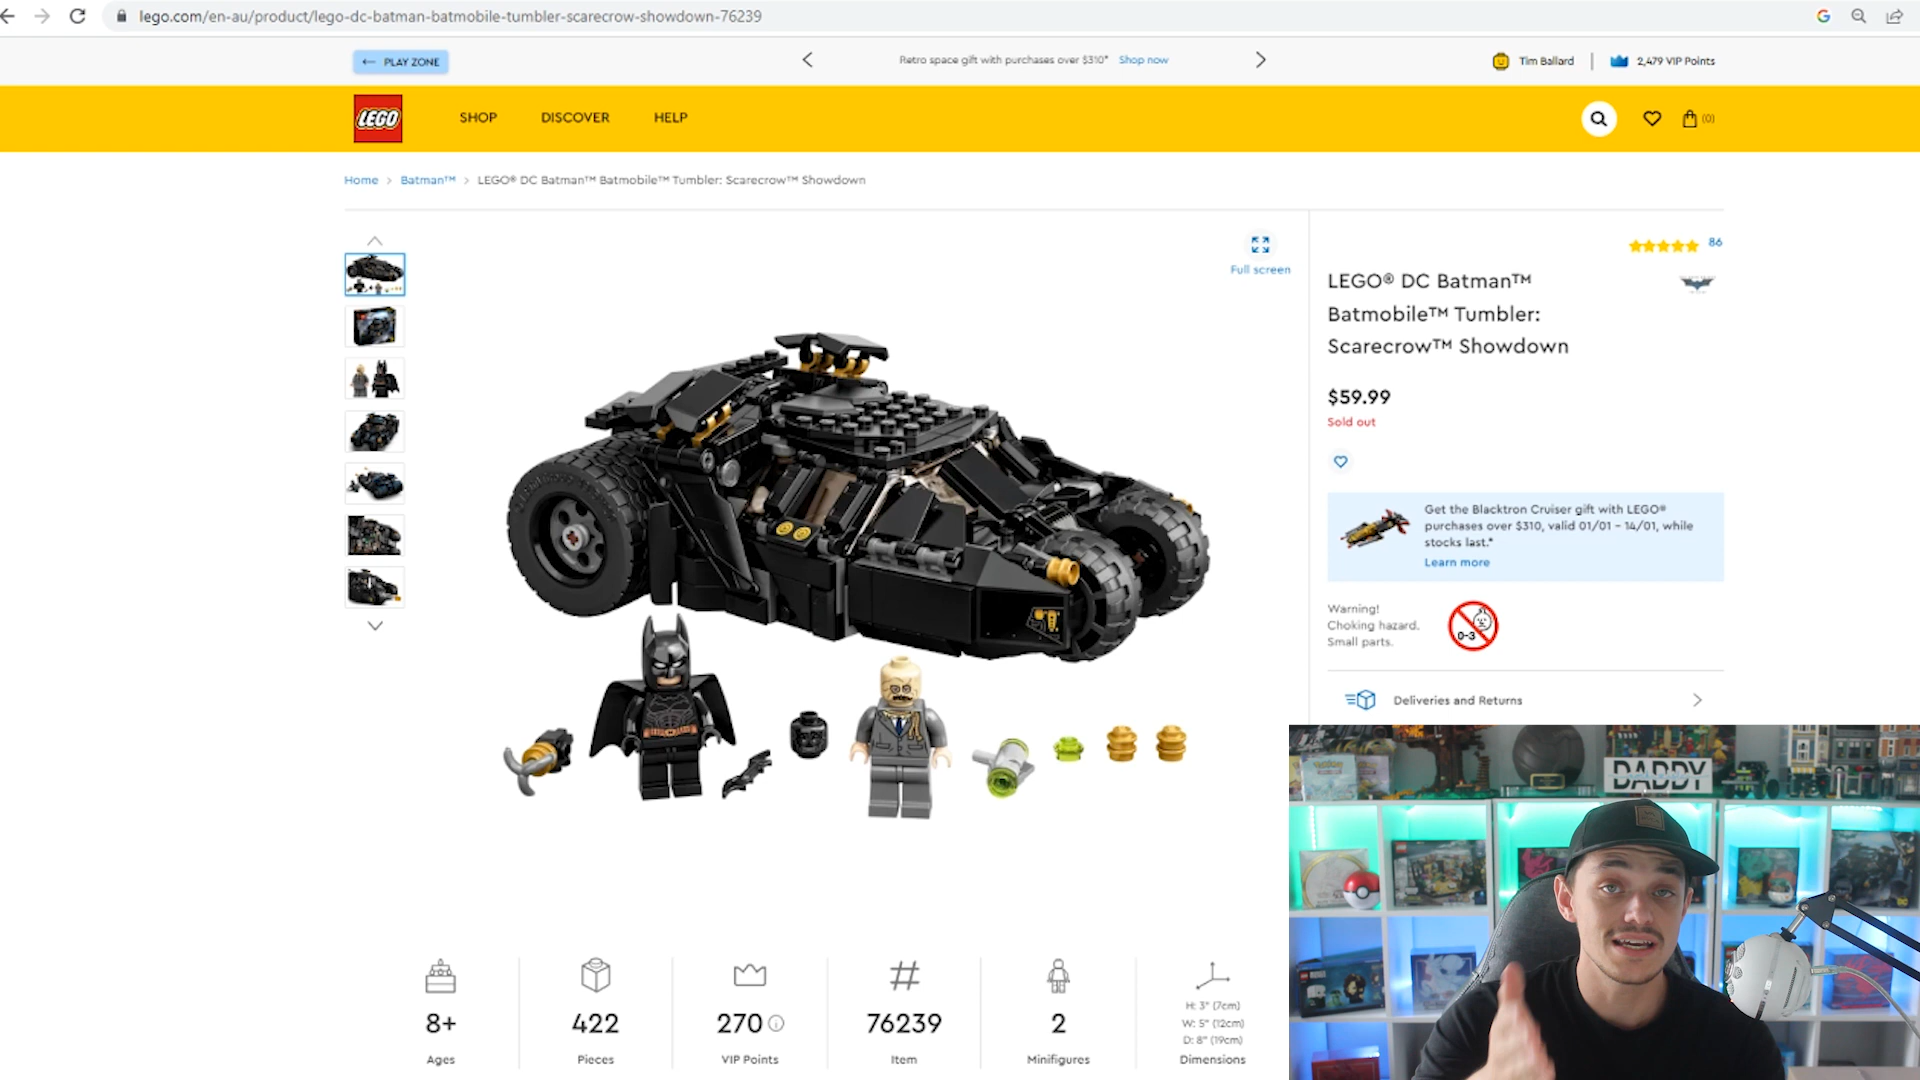 lego.com/en-au/product/lego-dc-batman-batmobile-tumbler-scarecrow-showdown-76239
PLAY ZONE
Retro space gift with purchases over $310* Shop now
Tim Ballard
2,479 VIP Points
LEGO
SHOP
DISCOVER
HELP
(0)
Home > Batman™ > LEGO® DC Batman™ Batmobile™ Tumbler: Scarecrow™ Showdown
Full screen
86
LEGO® DC Batman™
Batmobile™ Tumbler:
Scarecrow™ Showdown
$59.99
Sold out
Get the Blacktron Cruiser gift with LEGO®
purchases over $310, valid 01/01 - 14/01, while
stocks last.*
Learn more
Warning!
Choking hazard.
Small parts.
0-3
Deliveries and Returns
DADDY
8+
Ages
422
Pieces
270
VIP Points
#
76239
Item
2
Minifigures
H: 3" (7cm)
W: 5" (12cm)
D: 8" (19cm)
Dimensions